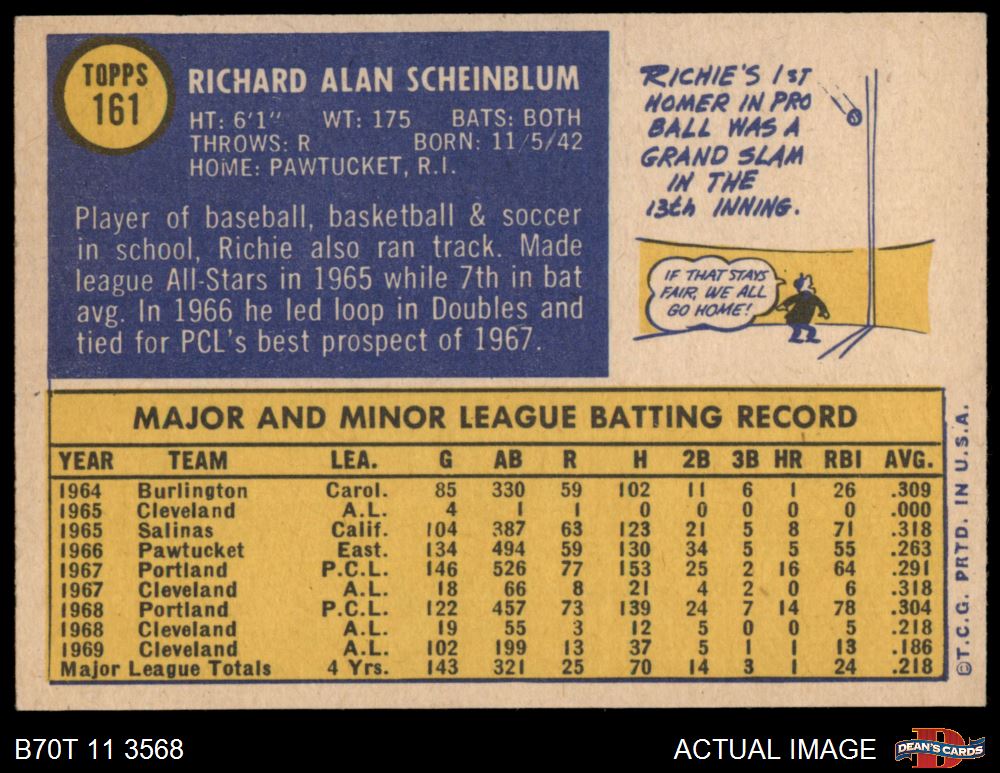 TOPPS
161
RICHARD ALAN SCHEINBLUM
HT: 6'1" WT: 175 BATS: BOTH
THROWS: R BORN: 11/5/42
HOME: PAWTUCKET, R.I.
Player of baseball, basketball & soccer
in school, Richie also ran track. Made
league All-Stars in 1965 while 7th in bat
avg. In 1966 he led loop in Doubles and
tied for PCL's best prospect of 1967.
RICHIE'S 1ST
HOMER IN PRO
BALL WAS A
GRAND SLAM
IN THE
13th INNING.
IF THAT STAYS
FAIR, WE ALL
GO HOME!
MAJOR AND MINOR LEAGUE BATTING RECORD
YEAR TEAM LEA. G AB R H 2B 3B HR RBI AVG.
1964 Burlington Carol. 85 330 59 102 11 6 1 26 .309
1965 Cleveland A.L. 4 1 1 0 0 0 0 0 .000
1965 Salinas Calif. 104 387 63 123 21 5 8 71 .318
1966 Pawtucket East. 134 494 59 130 34 5 5 55 .263
1967 Portland P.C.L. 146 526 77 153 25 2 16 64 .291
1967 Cleveland A.L. 18 66 8 21 4 2 0 6 .318
1968 Portland P.C.L. 122 457 73 139 24 7 14 78 .304
1968 Cleveland A.L. 19 55 3 12 5 0 0 5 .218
1969 Cleveland A.L. 102 199 13 37 5 1 1 13 .186
Major League Totals 4 Yrs. 143 321 25 70 14 3 1 24 .218
©T.C.G. PRTD. IN U.S.A.
B70T 11 3568
ACTUAL IMAGE
D
DEAN'S CARDS